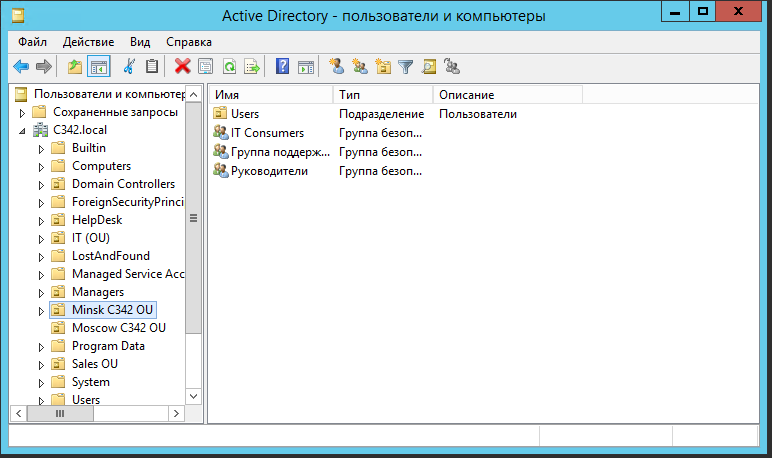 Active Directory - пользователи и компьютеры
Файл Действие Вид Справка
Пользователи и компьютер
Сохраненные запросы
C342.local
Builtin
Computers
Domain Controllers
ForeignSecurityPrinci
HelpDesk
IT (OU)
LostAndFound
Managed Service Acc
Managers
Minsk C342 OU
Moscow C342 OU
Program Data
Sales OU
System
Users
Имя Тип Описание
Users Подразделение Пользователи
IT Consumers Группа безоп...
Группа поддерж... Группа безоп...
Руководители Группа безоп...